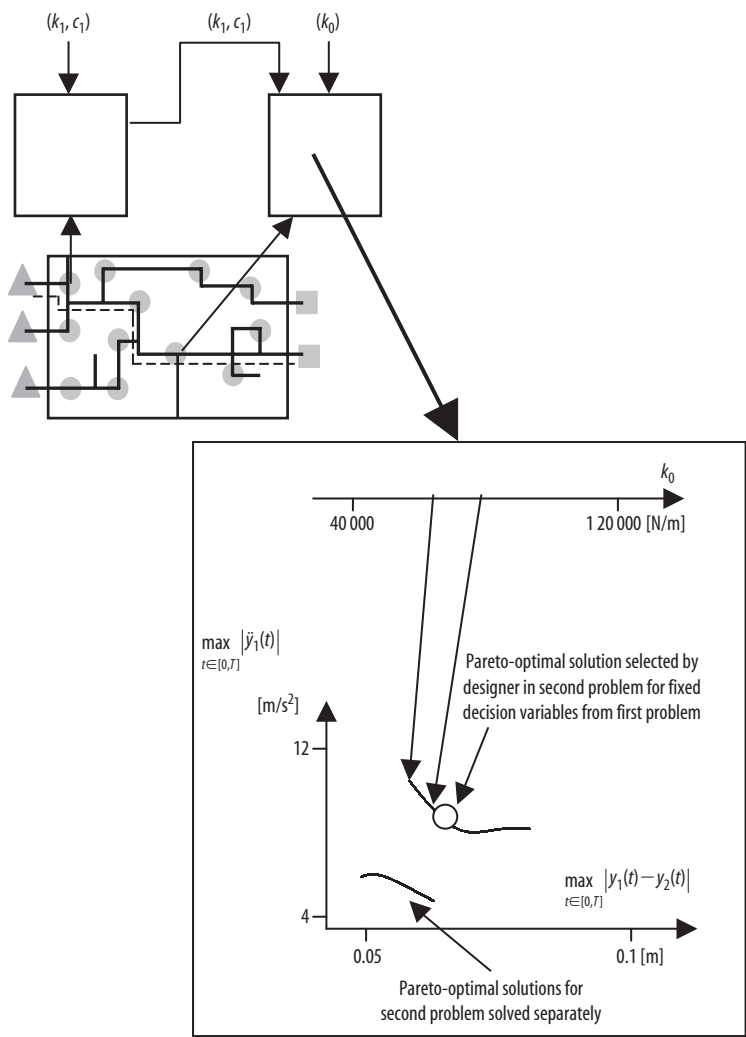 (k₁, c₁)
(k₁, c₁)
(k₀)
k₀
40 000
1 20 000 [N/m]
max |ÿ₁(t)|
t∈[0,T]
[m/s²]
Pareto-optimal solution selected by
designer in second problem for fixed
decision variables from first problem
12
4
max |y₁(t)−y₂(t)|
t∈[0,T]
0.05
0.1 [m]
Pareto-optimal solutions for
second problem solved separately